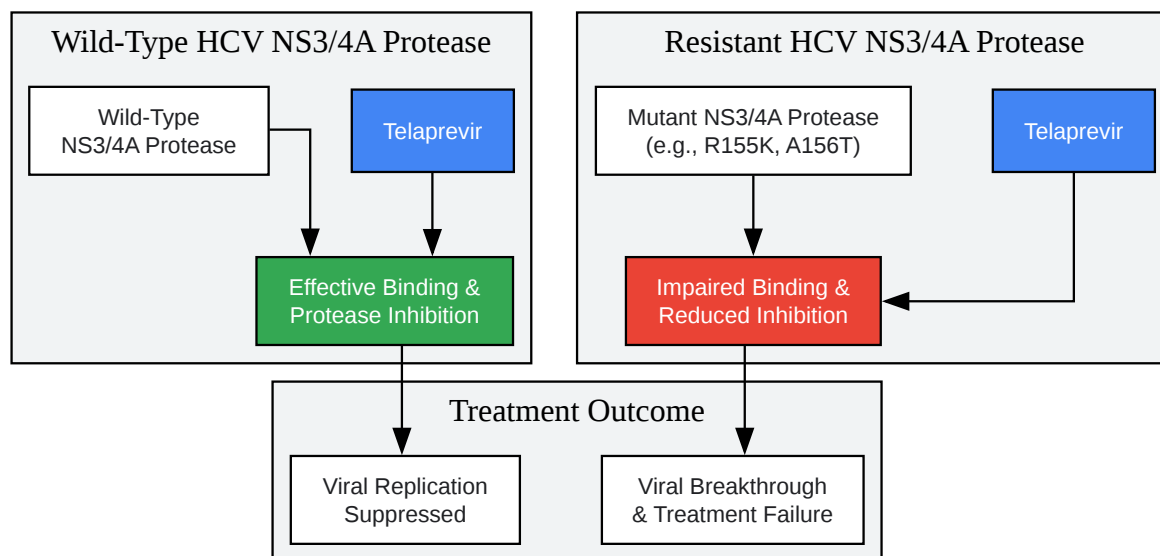 Wild-Type HCV NS3/4A Protease
Wild-Type
NS3/4A Protease
Telaprevir
Effective Binding &
Protease Inhibition
Resistant HCV NS3/4A Protease
Mutant NS3/4A Protease
(e.g., R155K, A156T)
Telaprevir
Impaired Binding &
Reduced Inhibition
Treatment Outcome
Viral Replication
Suppressed
Viral Breakthrough
& Treatment Failure